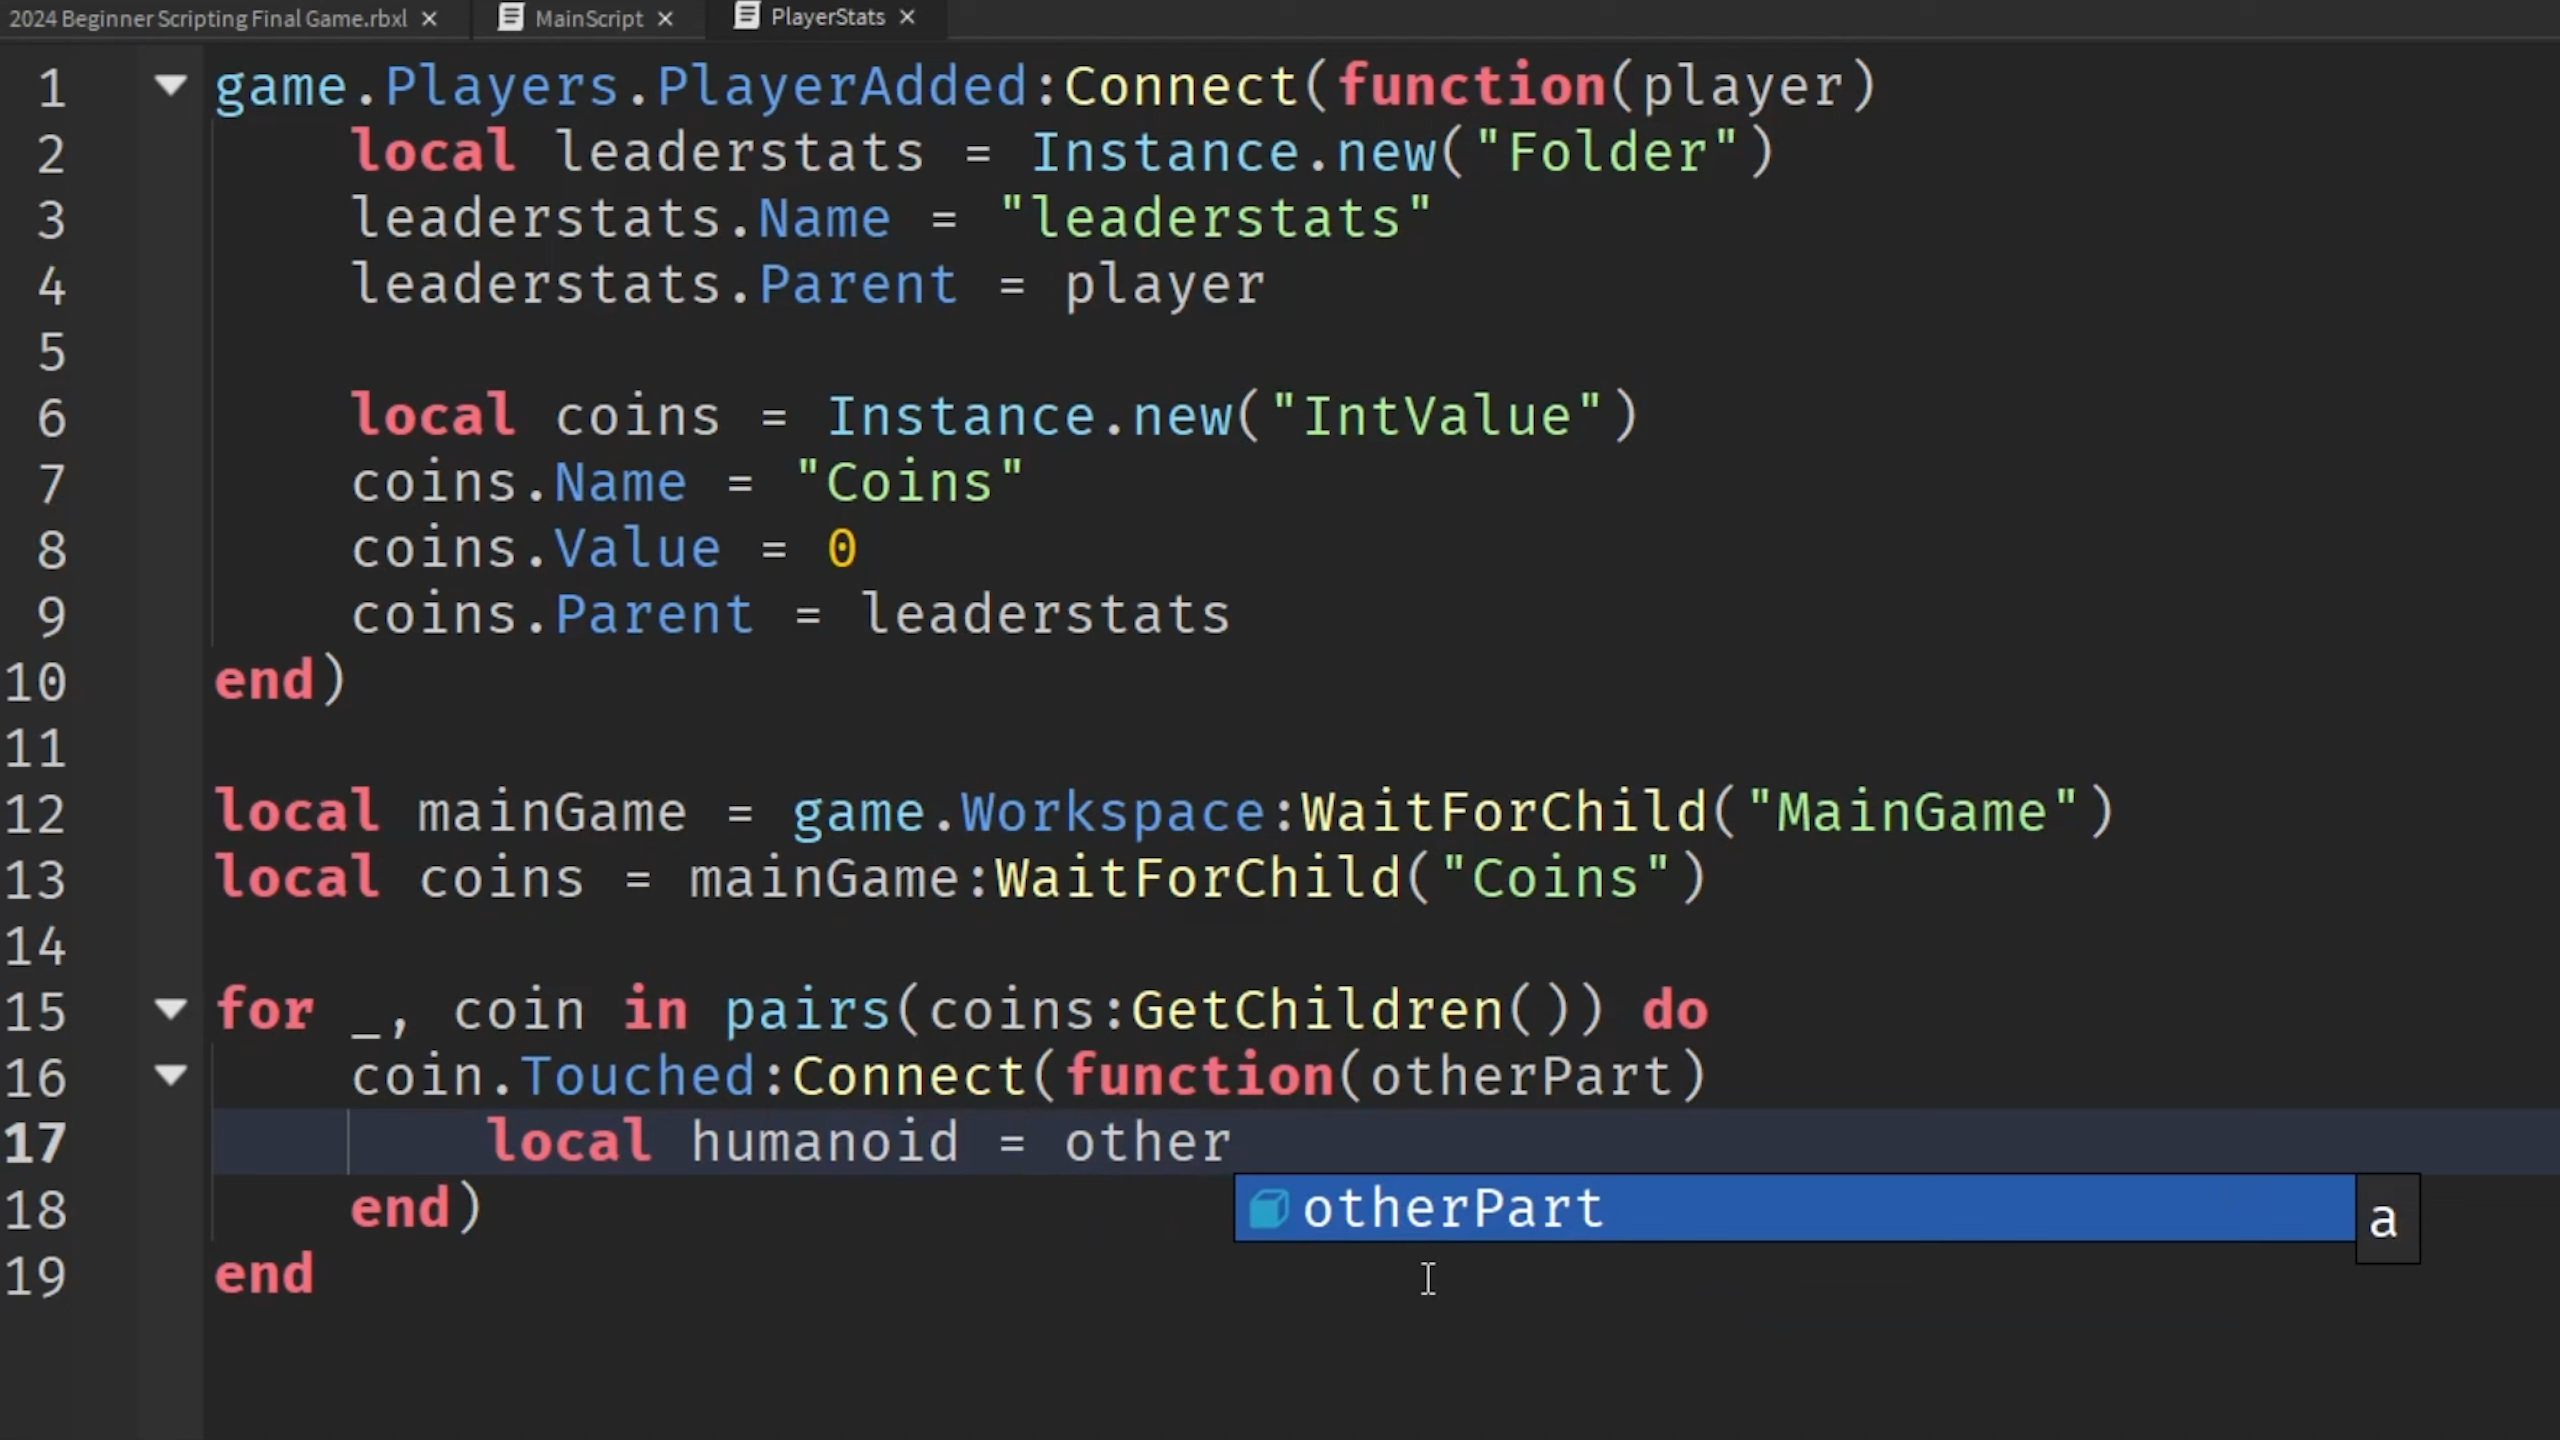 2024 Beginner Scripting Final Game.rbxl × MainScript × PlayerStats ×
1 game.Players.PlayerAdded:Connect(function(player)
2 local leaderstats = Instance.new("Folder")
3 leaderstats.Name = "leaderstats"
4 leaderstats.Parent = player
5
6 local coins = Instance.new("IntValue")
7 coins.Name = "Coins"
8 coins.Value = 0
9 coins.Parent = leaderstats
10 end)
11
12 local mainGame = game.Workspace:WaitForChild("MainGame")
13 local coins = mainGame:WaitForChild("Coins")
14
15 for _, coin in pairs(coins:GetChildren()) do
16 coin.Touched:Connect(function(otherPart)
17 local humanoid = other
18 end)
otherPart a
19 end